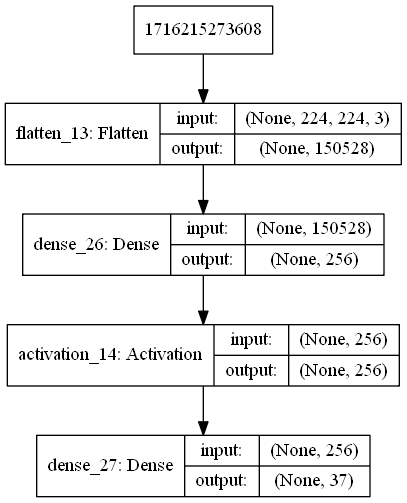 1716215273608
flatten_13: Flatten
input: (None, 224, 224, 3)
output: (None, 150528)
dense_26: Dense
input: (None, 150528)
output: (None, 256)
activation_14: Activation
input: (None, 256)
output: (None, 256)
dense_27: Dense
input: (None, 256)
output: (None, 37)